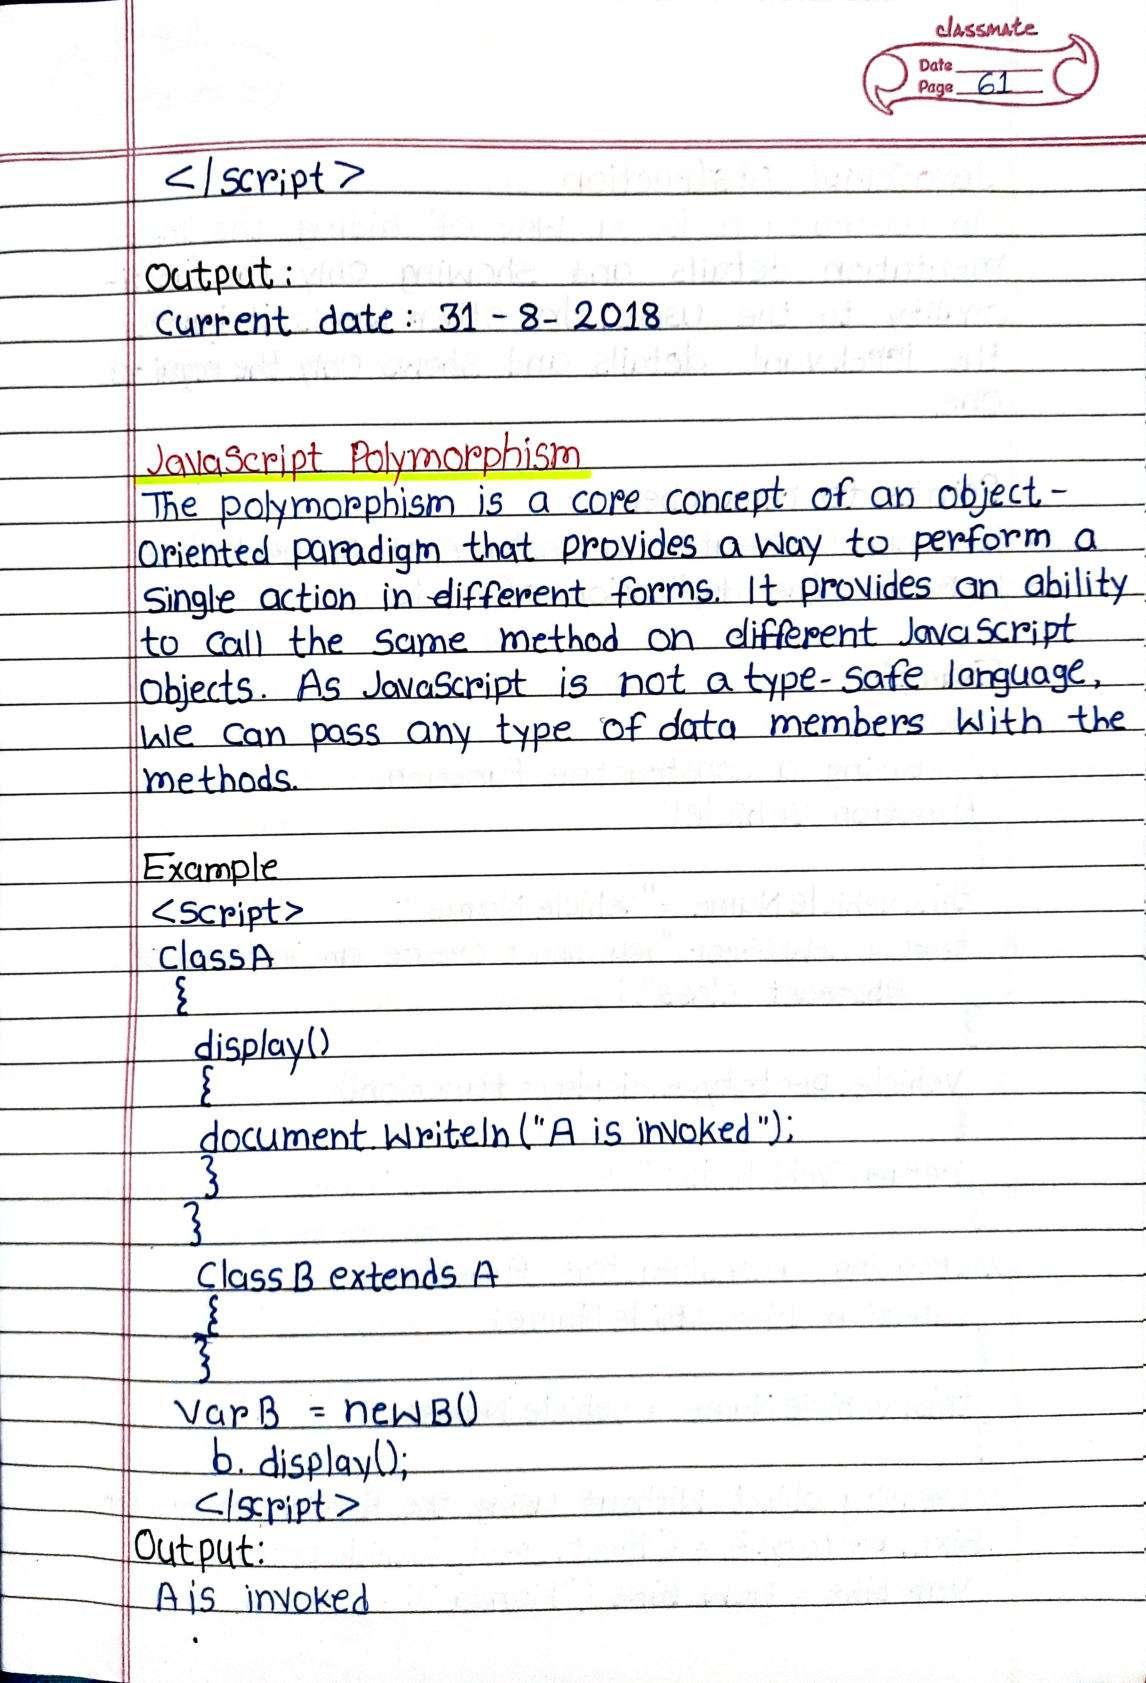 classmate
Date
Page 61
</script>
Output:
Current date: 31-8-2018
JavaScript Polymorphism
The polymorphism is a core concept of an object-
oriented paradigm that provides a way to perform a
single action in different forms. It provides an ability
to call the same method on different JavaScript
objects. As JavaScript is not a type-safe language,
we can pass any type of data members with the
methods.
Example
<script>
Class A
{
display()
{
document.writeln("A is invoked");
}
}
Class B extends A
{
}
Var B = new B()
b. display();
</script>
Output:
A is invoked